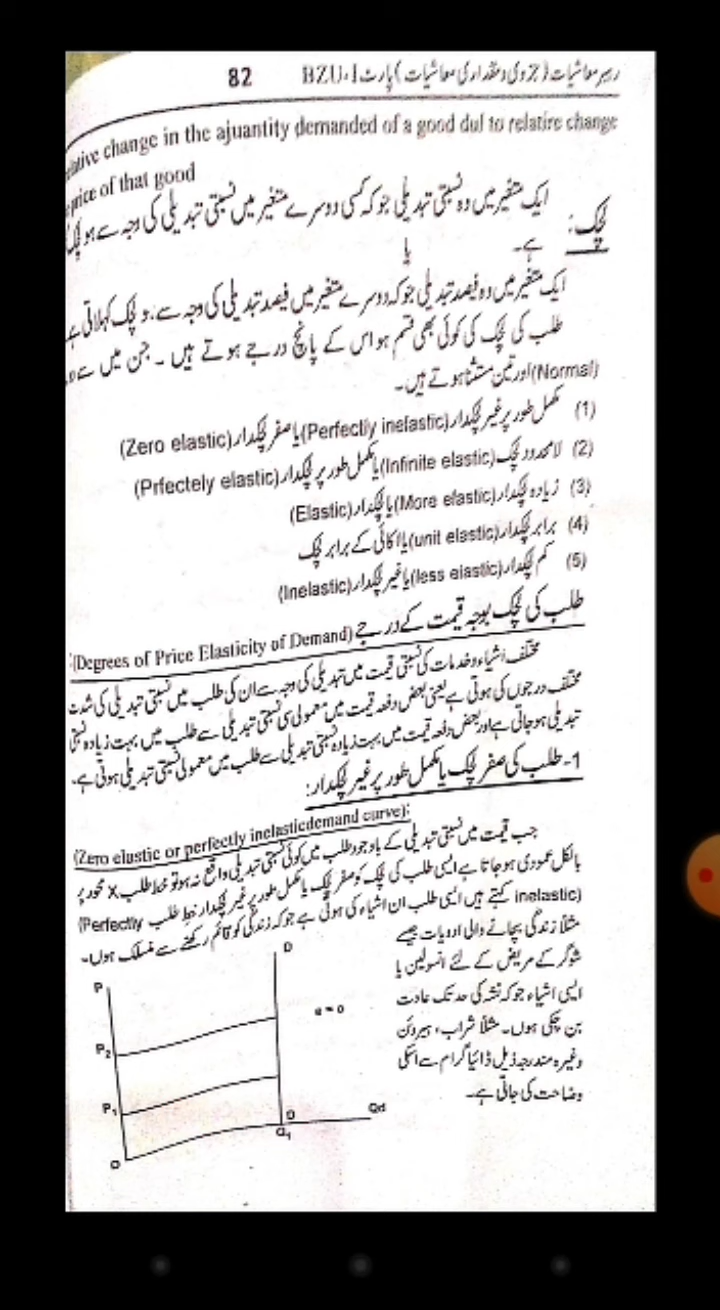 رہبر معاشیات (جزوی و مقداری معاشیات) پارٹ I، BZU 82
relative change in the ajuantity demanded of a good dul to relatire change
price of that good
لچک: ایک متغیر میں وہ نسبتی تبدیلی جو کہ کسی دوسرے متغیر میں نسبتی تبدیلی کی وجہ سے ہو لچک
ہے۔ یا
ایک متغیر میں وہ فیصد تبدیلی جو کہ دوسرے متغیر میں فیصد تبدیلی کی وجہ سے ہو لچک کہلاتی ہے
طلب کی لچک کی کوئی بھی قسم ہو اس کے پانچ درجے ہوتے ہیں ۔ جن میں سے
(Normal) اور تین مستثنا ہوتے ہیں۔
(1) مکمل طور پر غیر لچکدار (Perfectly inelastic) یا صفر لچکدار (Zero elastic)
(2) لامحدود لچک (Infinite elastic) یا مکمل طور پر لچکدار (Prfectely elastic)
(3) زیادہ لچکدار (More elastic) یا لچکدار (Elastic)
(4) برابر لچکدار (unit elastic) یا اکائی کے برابر لچک
(5) کم لچکدار (less elastic) یا غیر لچکدار (Inelastic)
طلب کی لچک بوجہ قیمت کے درجے (Degrees of Price Elasticity of Demand):
مختلف اشیاء و خدمات کی نسبتی قیمت میں تبدیلی کی وجہ سے ان کی طلب میں نسبتی تبدیلی کی شدت
مختلف درجوں کی ہوتی ہے یعنی بعض دفعہ قیمت میں معمولی سی نسبتی تبدیلی سے طلب میں بہت زیادہ نسبتی
تبدیلی ہو جاتی ہے اور بعض دفعہ قیمت میں بہت زیادہ نسبتی تبدیلی سے طلب میں معمولی نسبتی تبدیلی ہوتی ہے۔
1- طلب کی صفر لچک یا مکمل طور پر غیر لچکدار:
(Zero elastic or perfectly inelasticdemand curve):
جب قیمت میں نسبتی تبدیلی کے باوجود طلب میں کوئی نسبتی تبدیلی واقع نہ ہو تو خط طلب x محور پر
بالکل عمودی ہو جاتا ہے ایسی طلب کی لچک کو صفر لچک یا مکمل طور پر غیر لچکدار خط طلب (Perfectly
inelastic) کہتے ہیں ایسی طلب ان اشیاء کی ہوتی ہے جو کہ زندگی کو قائم رکھنے سے منسلک ہوں۔
مثلاً زندگی بچانے والی ادویات جیسے
شوگر کے مریض کے لئے انسولین یا
ایسی اشیاء جو کہ نشہ کی حد تک عادت
بن چکی ہوں۔ مثلاً شراب، ہیروئن
وغیرہ مندرجہ ذیل ڈائیاگرام سے اسکی
وضاحت کی جاتی ہے۔
P
D
e = 0
P2
P1
D
Qd
O
Q1